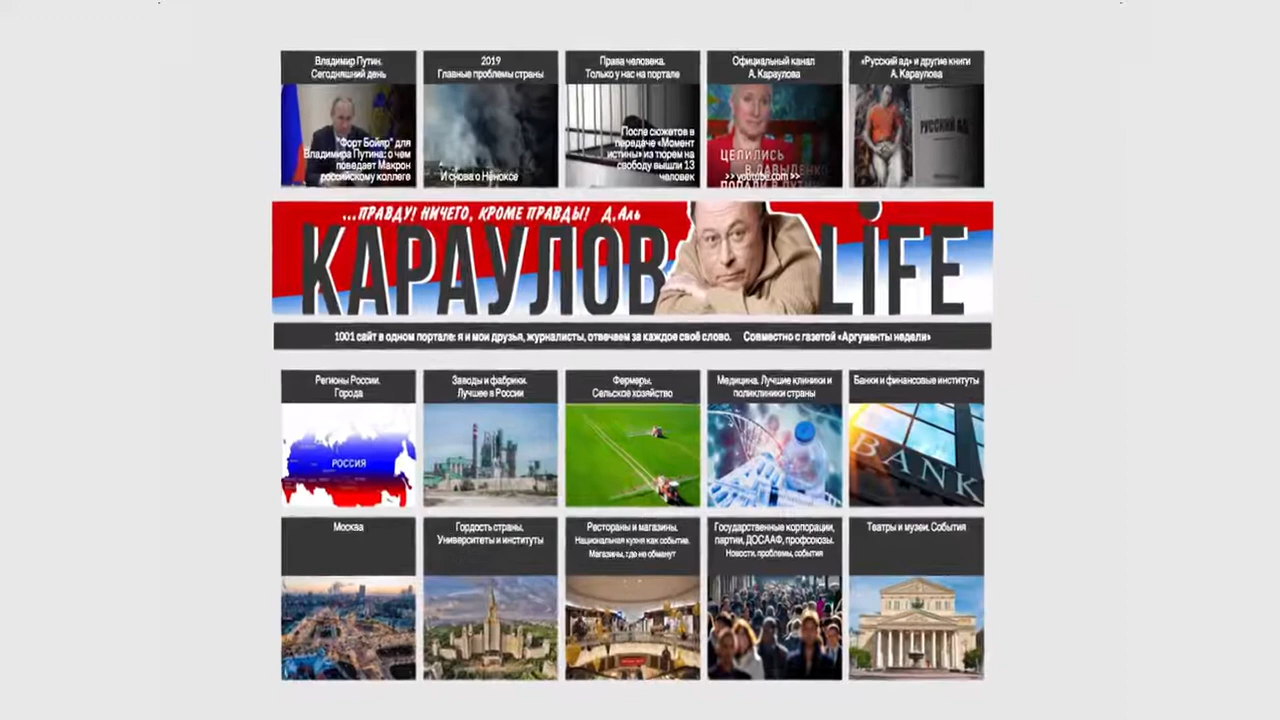 Владимир Путин.
Сегодняшний день
"Форт Бойяр" для
Владимира Путина: о чем
поведает Макрон
российскому коллеге
2019
Главные проблемы страны
И снова о Неноксе
Права человека.
Только у нас на портале
После сюжетов в
передаче «Момент
истины» из тюрем на
свободу вышли 13
человек
Официальный канал
А. Караулова
ЦЕЛИЛИСЬ
В ДАВЫДЕНКО
ПОПАЛИ В ПУТИН
>> youtube.com >>
«Русский ад» и другие книги
А. Караулова
РУССКИЙ АД
...ПРАВДУ! НИЧЕГО, КРОМЕ ПРАВДЫ! Д.Аль
КАРАУЛОВ LiFE
1001 сайт в одном портале: я и мои друзья, журналисты, отвечаем за каждое своё слово. Совместно с газетой «Аргументы недели»
Регионы России.
Города
РОССИЯ
Заводы и фабрики.
Лучшее в России
Фермеры.
Сельское хозяйство
Медицина. Лучшие клиники и
поликлиники страны
Банки и финансовые институты
BANK
Москва
Гордость страны.
Университеты и институты
Рестораны и магазины.
Национальная кухня как событие.
Магазины, где не обманут
Государственные корпорации,
партии, ДОСААФ, профсоюзы.
Новости, проблемы, события
Театры и музеи. События